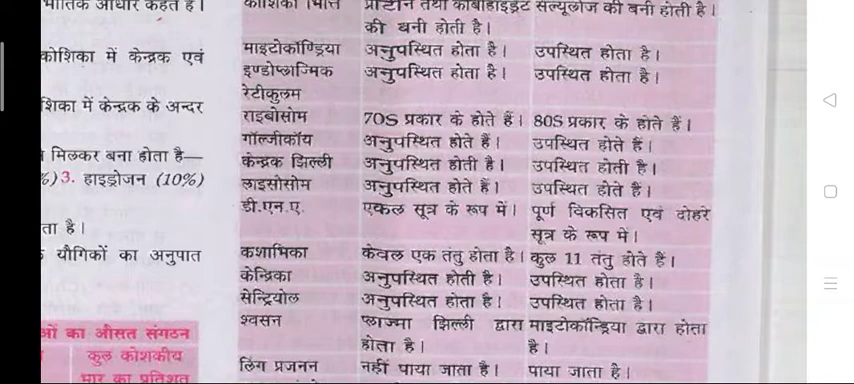 भौतिक आधार कहते हैं।
कोशिका में केन्द्रक एवं
शिका में केन्द्रक के अन्दर
मिलकर बना होता है—
%) 3. हाइड्रोजन (10%)
ता है।
यौगिकों का अनुपात
ओं का औसत संगठन
कुल कोशकीय
भार का प्रतिशत
कोशिका भित्ति प्रोटीन तथा कार्बोहाइड्रेट सेल्यूलोज की बनी होती है।
की बनी होती है।
माइटोकॉण्ड्रिया अनुपस्थित होता है। उपस्थित होता है।
इण्डोप्लाज्मिक अनुपस्थित होता है। उपस्थित होता है।
रेटीकुलम
राइबोसोम 70S प्रकार के होते हैं। 80S प्रकार के होते हैं।
गॉल्जीकॉय अनुपस्थित होते हैं। उपस्थित होते हैं।
केन्द्रक झिल्ली अनुपस्थित होती है। उपस्थित होती है।
लाइसोसोम अनुपस्थित होते हैं। उपस्थित होते हैं।
डी.एन.ए. एकल सूत्र के रूप में। पूर्ण विकसित एवं दोहरे
सूत्र के रूप में।
कशाभिका केवल एक तंतु होता है। कुल 11 तंतु होते हैं।
केन्द्रिका अनुपस्थित होती है। उपस्थित होता है।
सेन्ट्रियोल अनुपस्थित होता है। उपस्थित होता है।
श्वसन प्लाज्मा झिल्ली द्वारा माइटोकॉन्ड्रिया द्वारा होता
होता है। है।
लिंग प्रजनन नहीं पाया जाता है। पाया जाता है।